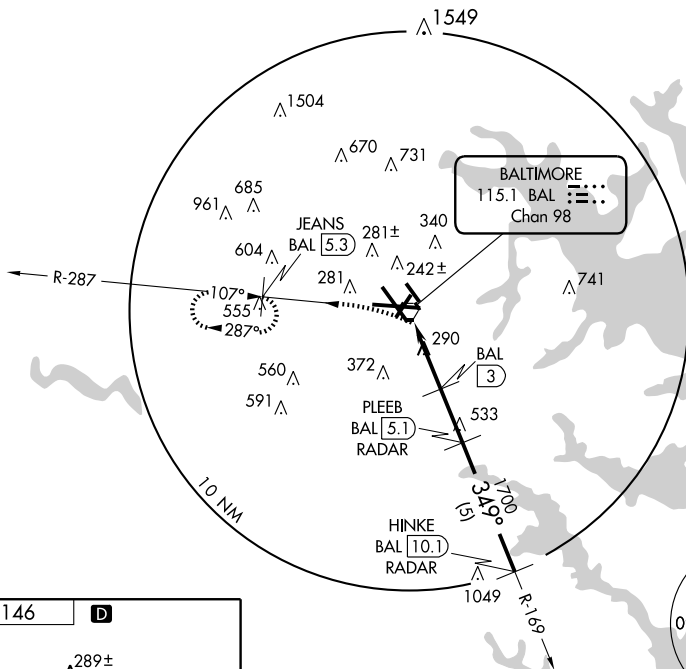 1549
1504
670
731
BALTIMORE
115.1 BAL
Chan 98
685
961
JEANS
BAL 5.3
340
281±
604
242±
R-287
281
741
107°
555
287°
290
BAL
3
372
560
591
PLEEB
BAL 5.1
RADAR
533
1700
349°
(5)
10 NM
HINKE
BAL 10.1
RADAR
1049
R-169
146
D
289±
0